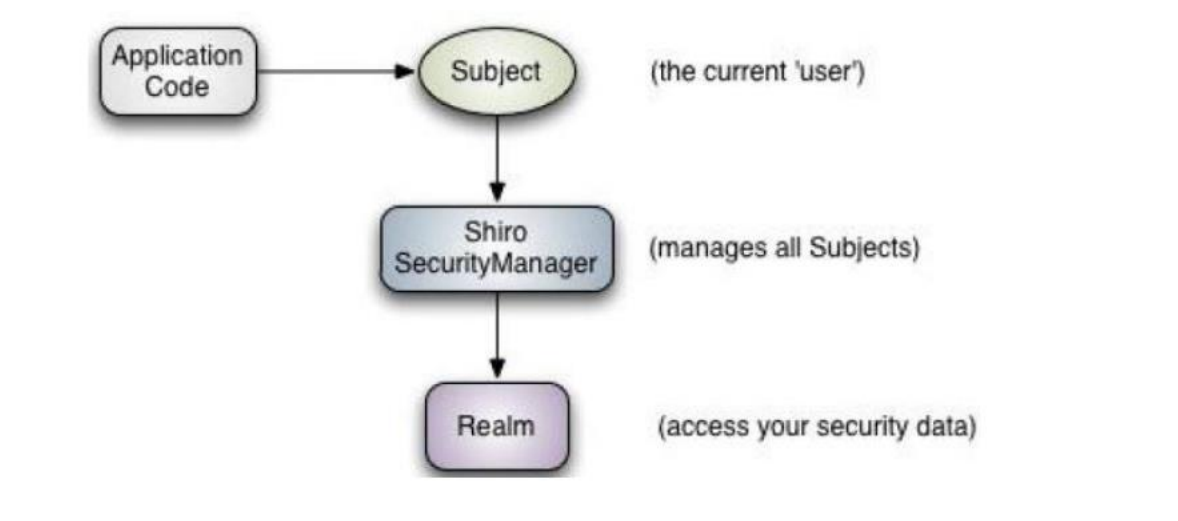 Application
Code
Subject
(the current 'user')
Shiro
SecurityManager
(manages all Subjects)
Realm
(access your security data)